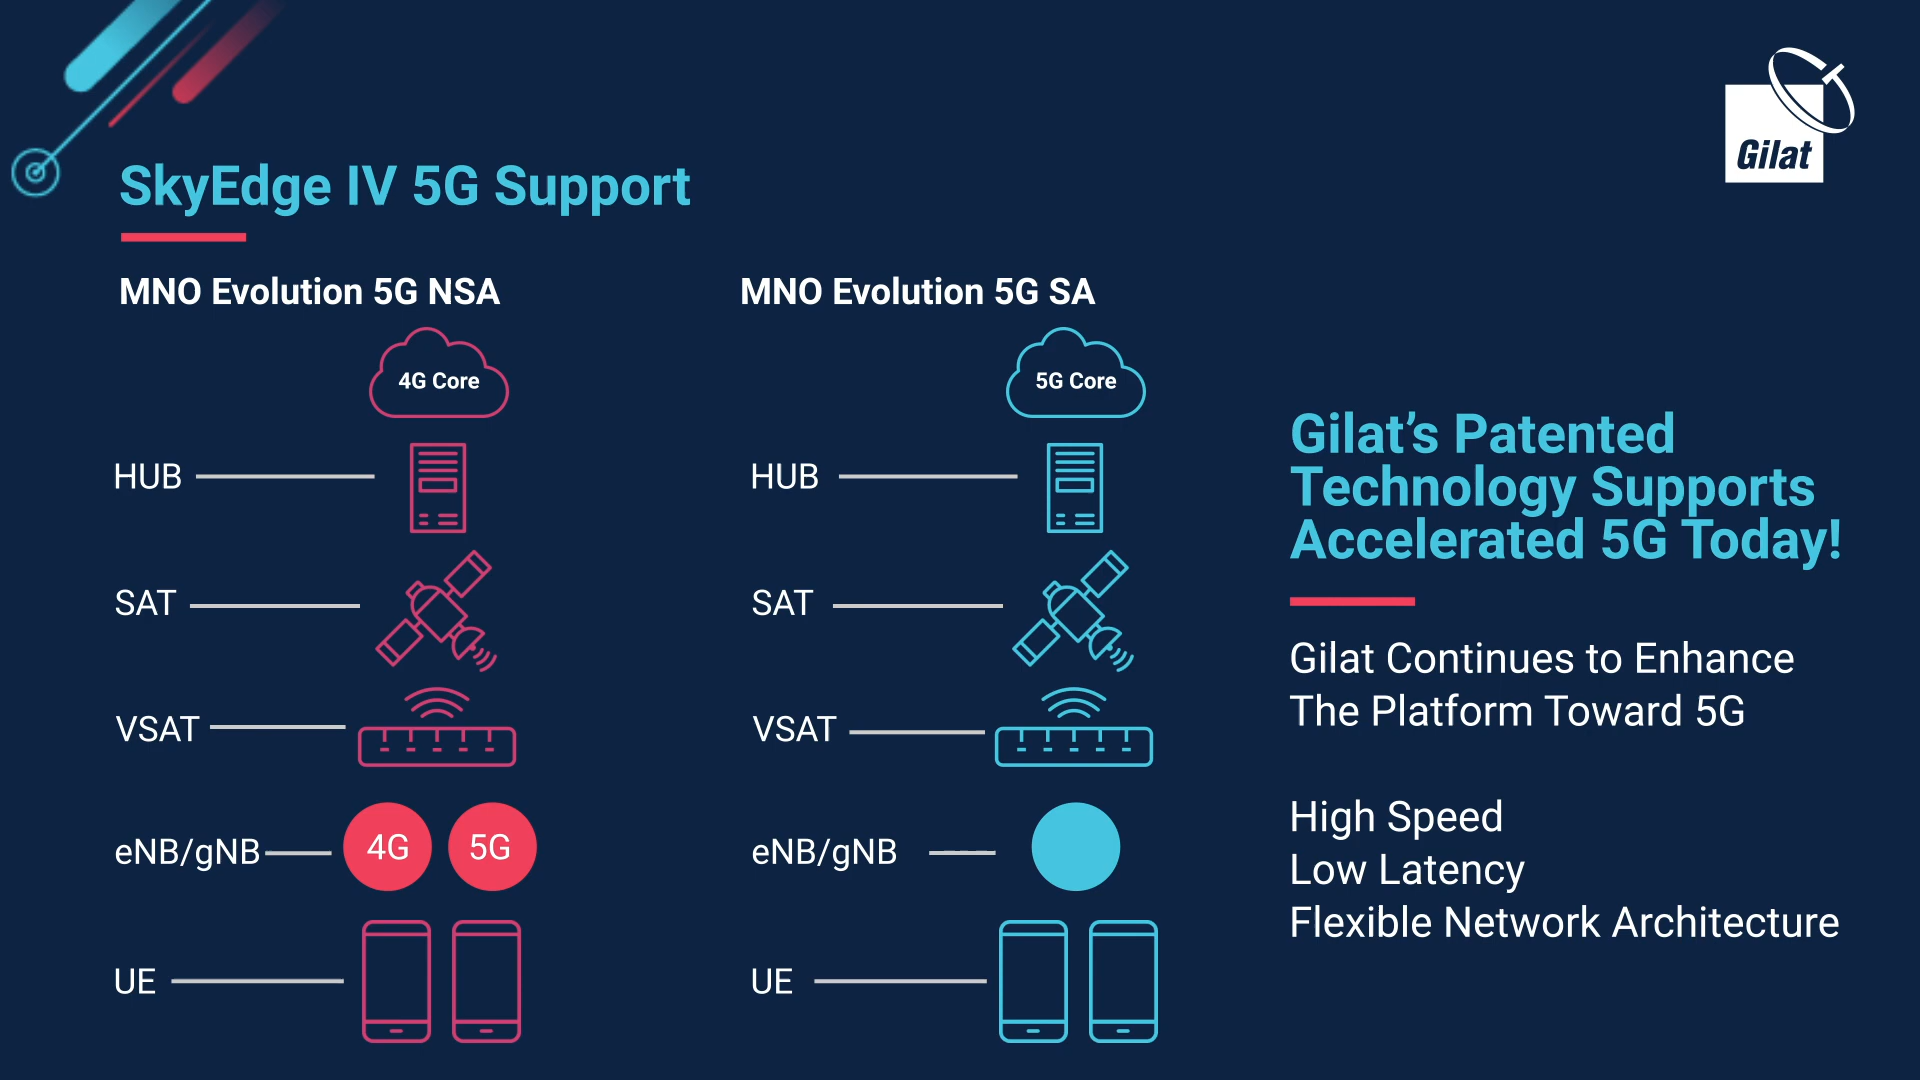 Gilat
SkyEdge IV 5G Support
MNO Evolution 5G NSA
4G Core
HUB
SAT
VSAT
eNB/gNB
4G
5G
UE
MNO Evolution 5G SA
5G Core
HUB
SAT
VSAT
eNB/gNB
UE
Gilat’s Patented
Technology Supports
Accelerated 5G Today!
Gilat Continues to Enhance
The Platform Toward 5G
High Speed
Low Latency
Flexible Network Architecture